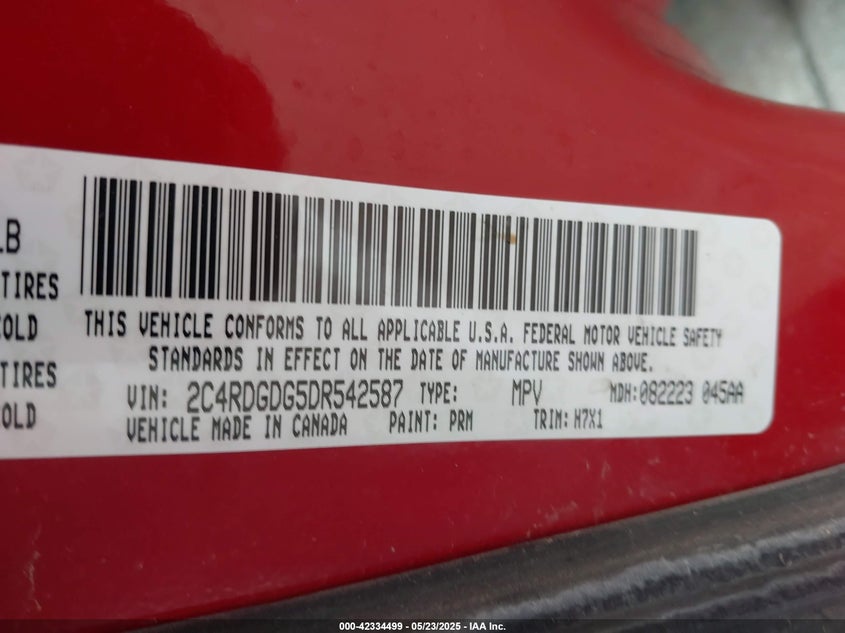 LB
TIRES
COLD
TIRES
OLD
THIS VEHICLE CONFORMS TO ALL APPLICABLE U.S.A. FEDERAL MOTOR VEHICLE SAFETY
STANDARDS IN EFFECT ON THE DATE OF MANUFACTURE SHOWN ABOVE.
VIN: 2C4RDGDG5DR542587 TYPE: MPV MDH:082223 045AA
VEHICLE MADE IN CANADA PAINT: PRM TRIM: H7X1
000-42334499 — 05/23/2025 — IAA Inc.